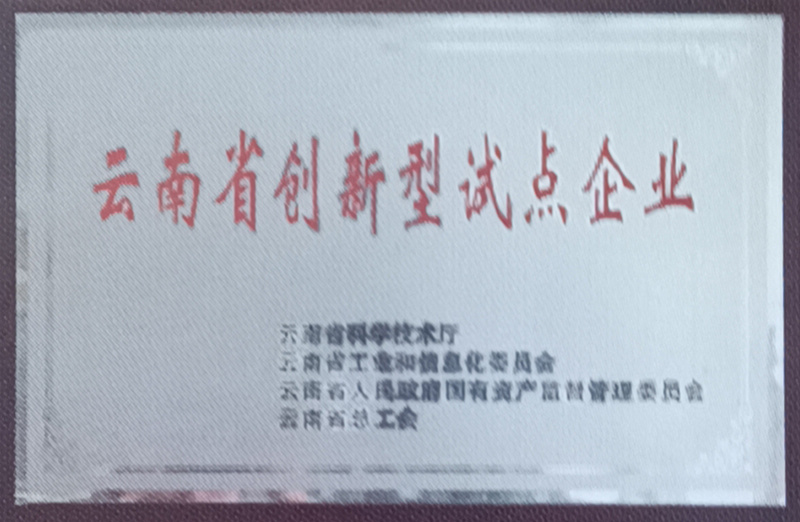 云南省创新型试点企业
云南省科学技术厅
云南省工业和信息化委员会
云南省人民政府国有资产监督管理委员会
云南省总工会